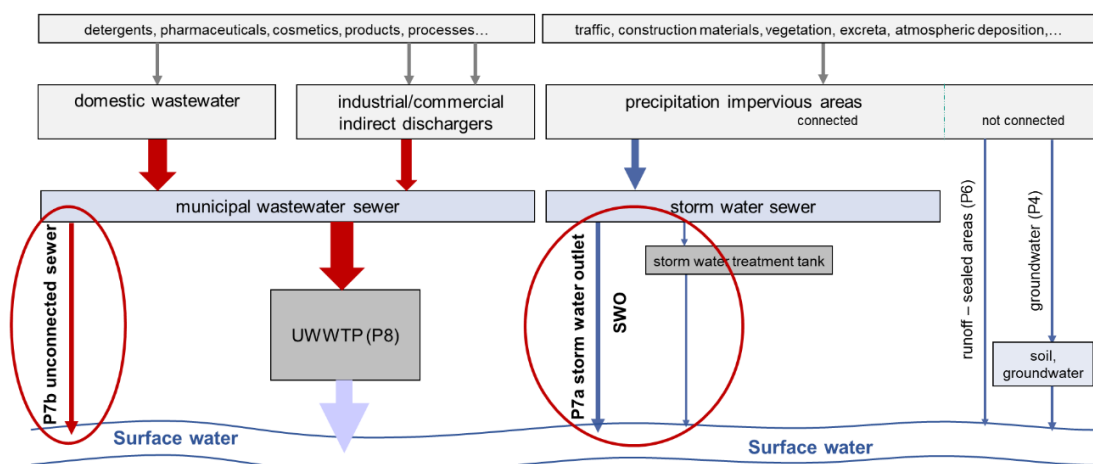 detergents, pharmaceuticals, cosmetics, products, processes…
traffic, construction materials, vegetation, excreta, atmospheric deposition,…
domestic wastewater
industrial/commercial
indirect dischargers
precipitation impervious areas
connected
not connected
municipal wastewater sewer
storm water sewer
P7b unconnected sewer
UWWTP (P8)
P7a storm water outlet
SWO
storm water treatment tank
runoff – sealed areas (P6)
groundwater (P4)
soil,
groundwater
Surface water
Surface water